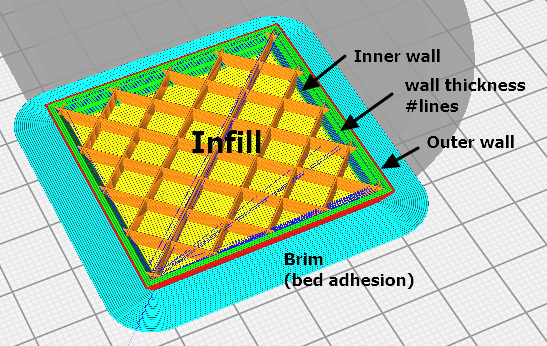 Inner wall
wall thickness
#lines
Outer wall
Infill
Brim
(bed adhesion)